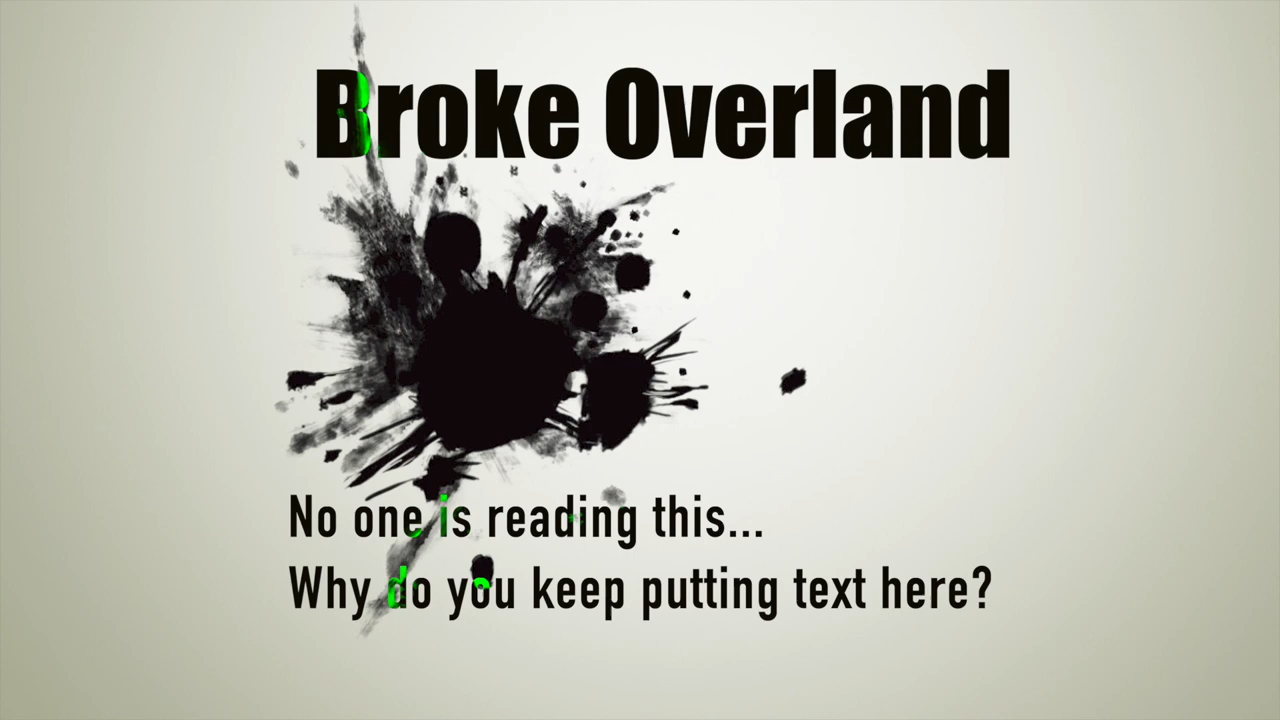 Broke Overland
No one is reading this...
Why do you keep putting text here?